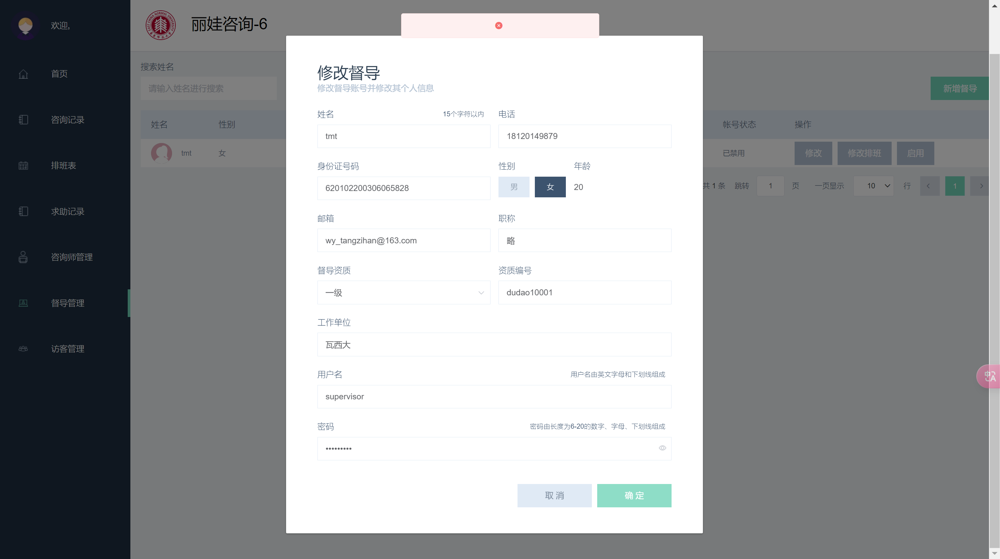 欢迎,
首页
咨询记录
排班表
求助记录
咨询师管理
督导管理
访客管理
EAST CHINA NORMAL UNIVERSITY
丽娃咨询-6
搜索姓名
请输入姓名进行搜索
新增督导
姓名 性别 帐号状态 操作
tmt 女 已禁用 修改 修改排班 启用
共 1 条 跳转 1 页 一页显示 10 行 1
修改督导
修改督导账号并修改其个人信息
姓名 15个字符以内 电话
tmt 18120149879
身份证号码 性别 年龄
620102200306065828 男 女 20
邮箱 职称
wy_tangzihan@163.com 略
督导资质 资质编号
一级 dudao10001
工作单位
瓦西大
用户名 用户名由英文字母和下划线组成
supervisor
密码 密码由长度为6-20的数字、字母、下划线组成
•••••••••
取 消 确 定
中A